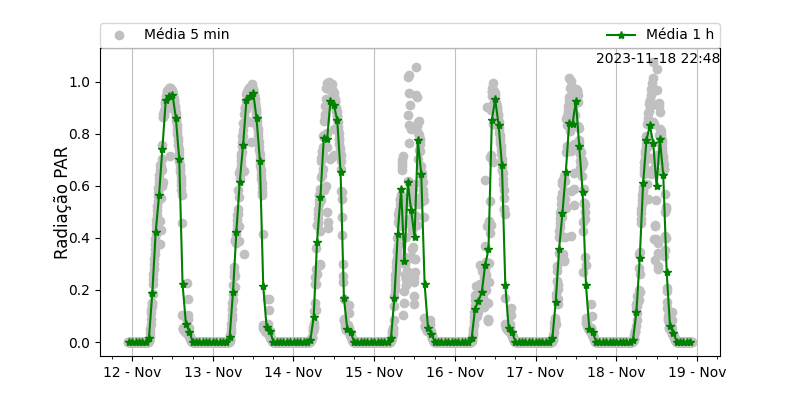 Média 5 min
Média 1 h
2023-11-18 22:48
Radiação PAR
1.0
0.8
0.6
0.4
0.2
0.0
12 - Nov
13 - Nov
14 - Nov
15 - Nov
16 - Nov
17 - Nov
18 - Nov
19 - Nov